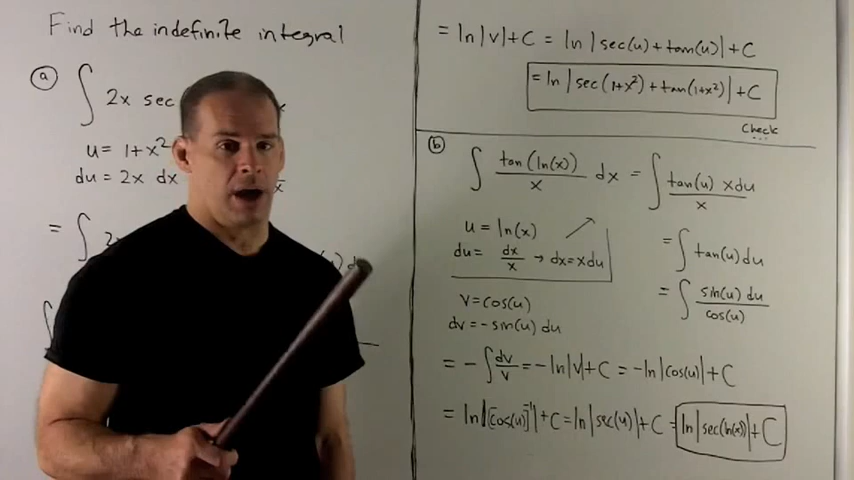 Find the indefinite integral
ⓐ ∫ 2x sec
u = 1+x²
du = 2x dx
= ∫
= ln|v|+C = ln|sec(u)+tan(u)|+C
= ln|sec(1+x²)+tan(1+x²)|+C
Check
ⓑ ∫ tan(ln(x))/x dx = ∫ tan(u) x du/x
u = ln(x)
du = dx/x → dx = x du
= ∫ tan(u) du
= ∫ sin(u) du/cos(u)
v = cos(u)
dv = -sin(u) du
= -∫ dv/v = -ln|v|+C = -ln|cos(u)|+C
= ln|[cos(u)]⁻¹|+C = ln|sec(u)|+C = ln|sec(ln(x))|+C